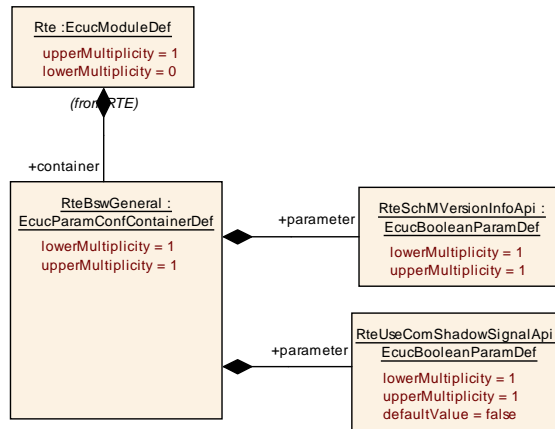 Rte :EcucModuleDef
upperMultiplicity = 1
lowerMultiplicity = 0
(from RTE)
+container
RteBswGeneral :
EcucParamConfContainerDef
lowerMultiplicity = 1
upperMultiplicity = 1
+parameter
RteSchMVersionInfoApi :
EcucBooleanParamDef
lowerMultiplicity = 1
upperMultiplicity = 1
+parameter
RteUseComShadowSignalApi :
EcucBooleanParamDef
lowerMultiplicity = 1
upperMultiplicity = 1
defaultValue = false